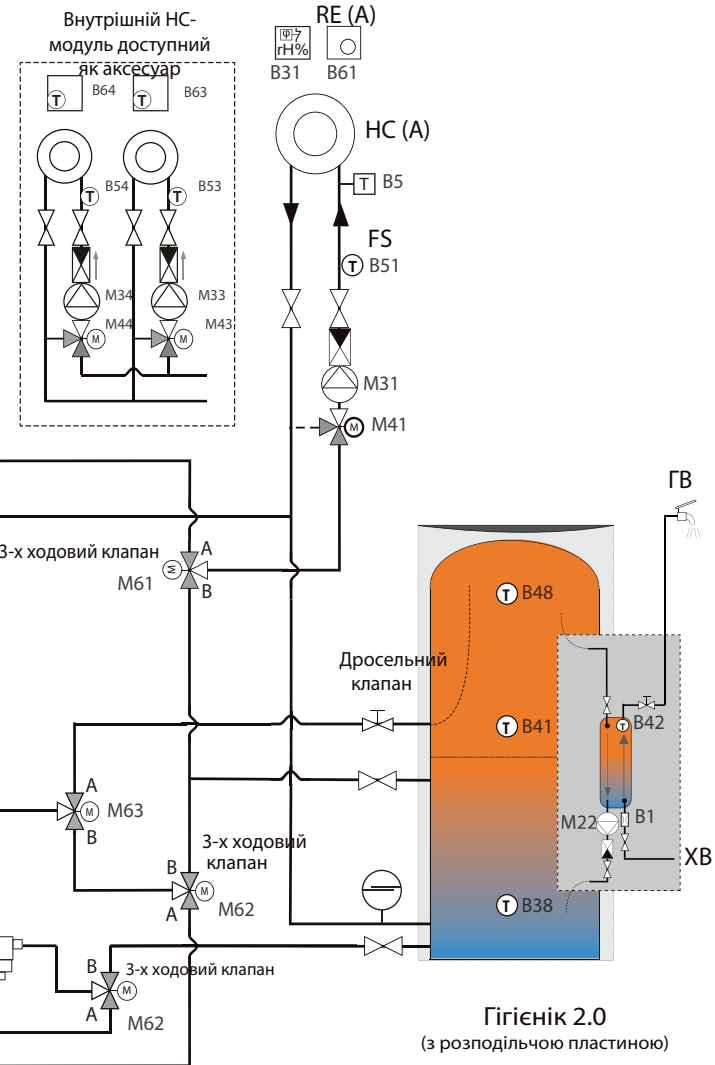 Внутрішній НС-
модуль доступний
як аксесуар
B64
B63
T
T
T
B54
T
B53
M34
M33
M44
M
M43
M
RE (A)
rH%
B31
B61
HC (A)
T
B5
FS
T
B51
M31
M
M41
ГВ
3-х ходовий клапан
A
M
M61
B
T
B48
Дросельний
клапан
T
B41
T
B42
A
M
M63
B
M22
B1
3-х ходовий
клапан
B
M
A
M62
ХВ
T
B38
B
3-х ходовий клапан
M
A
M62
Гігієнік 2.0
(з розподільчою пластиною)